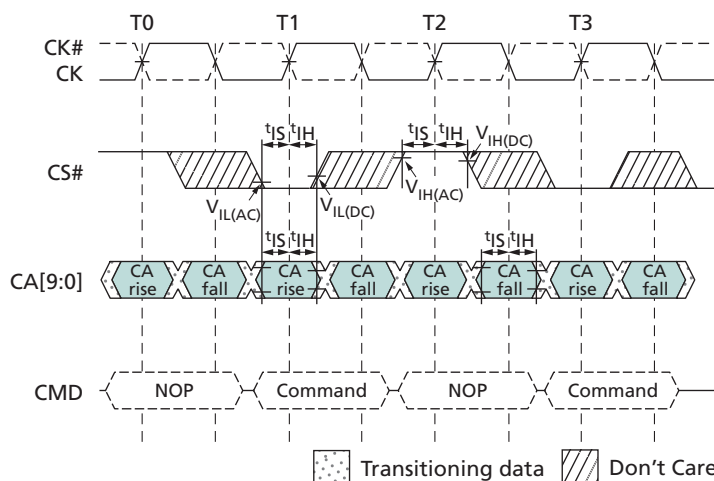 T0 T1 T2 T3
CK#
CK
tIS tIH tIS tIH
VIH(DC)
CS#
VIL(AC) VIL(DC) VIH(AC)
tIS tIH tIS tIH
CA[9:0]
CA rise
CA fall
CA rise
CA fall
CA rise
CA fall
CA rise
CA fall
CMD NOP Command NOP Command
Transitioning data Don't Care